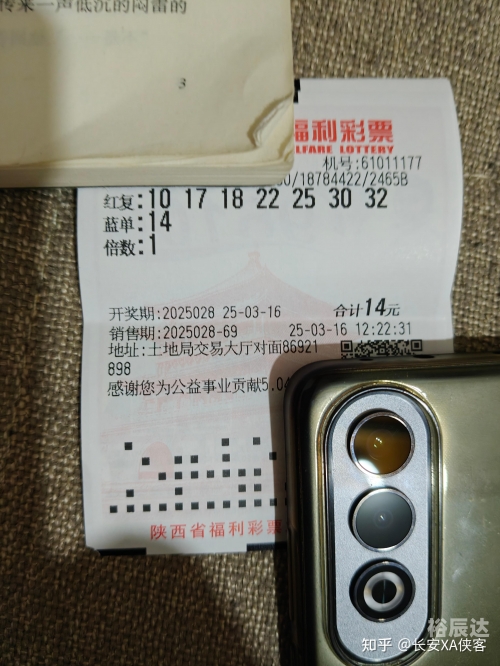 传来一声低沉的闷雷的
3
福利彩票
LFARE LOTTERY
机号:61011177
/18784422/2465B
红复:10 17 18 22 25 30 32
蓝单:14
倍数:1
开奖期:2025028 25-03-16 合计14元
销售期:2025028-69 25-03-16 12:22:31
地址:土地局交易大厅对面86921
898
感谢您为公益事业贡献5.04
陕西省福利彩票
裕辰达
知乎 @长安XA侠客